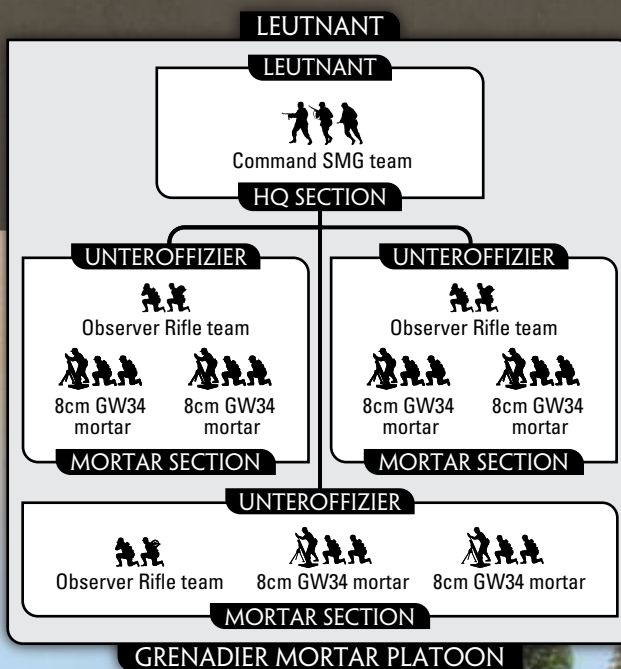 LEUTNANT
LEUTNANT
Command SMG team
HQ SECTION
UNTEROFFIZIER
Observer Rifle team
8cm GW34
mortar
8cm GW34
mortar
MORTAR SECTION
UNTEROFFIZIER
Observer Rifle team
8cm GW34
mortar
8cm GW34
mortar
MORTAR SECTION
UNTEROFFIZIER
Observer Rifle team
8cm GW34 mortar
8cm GW34 mortar
MORTAR SECTION
GRENADIER MORTAR PLATOON